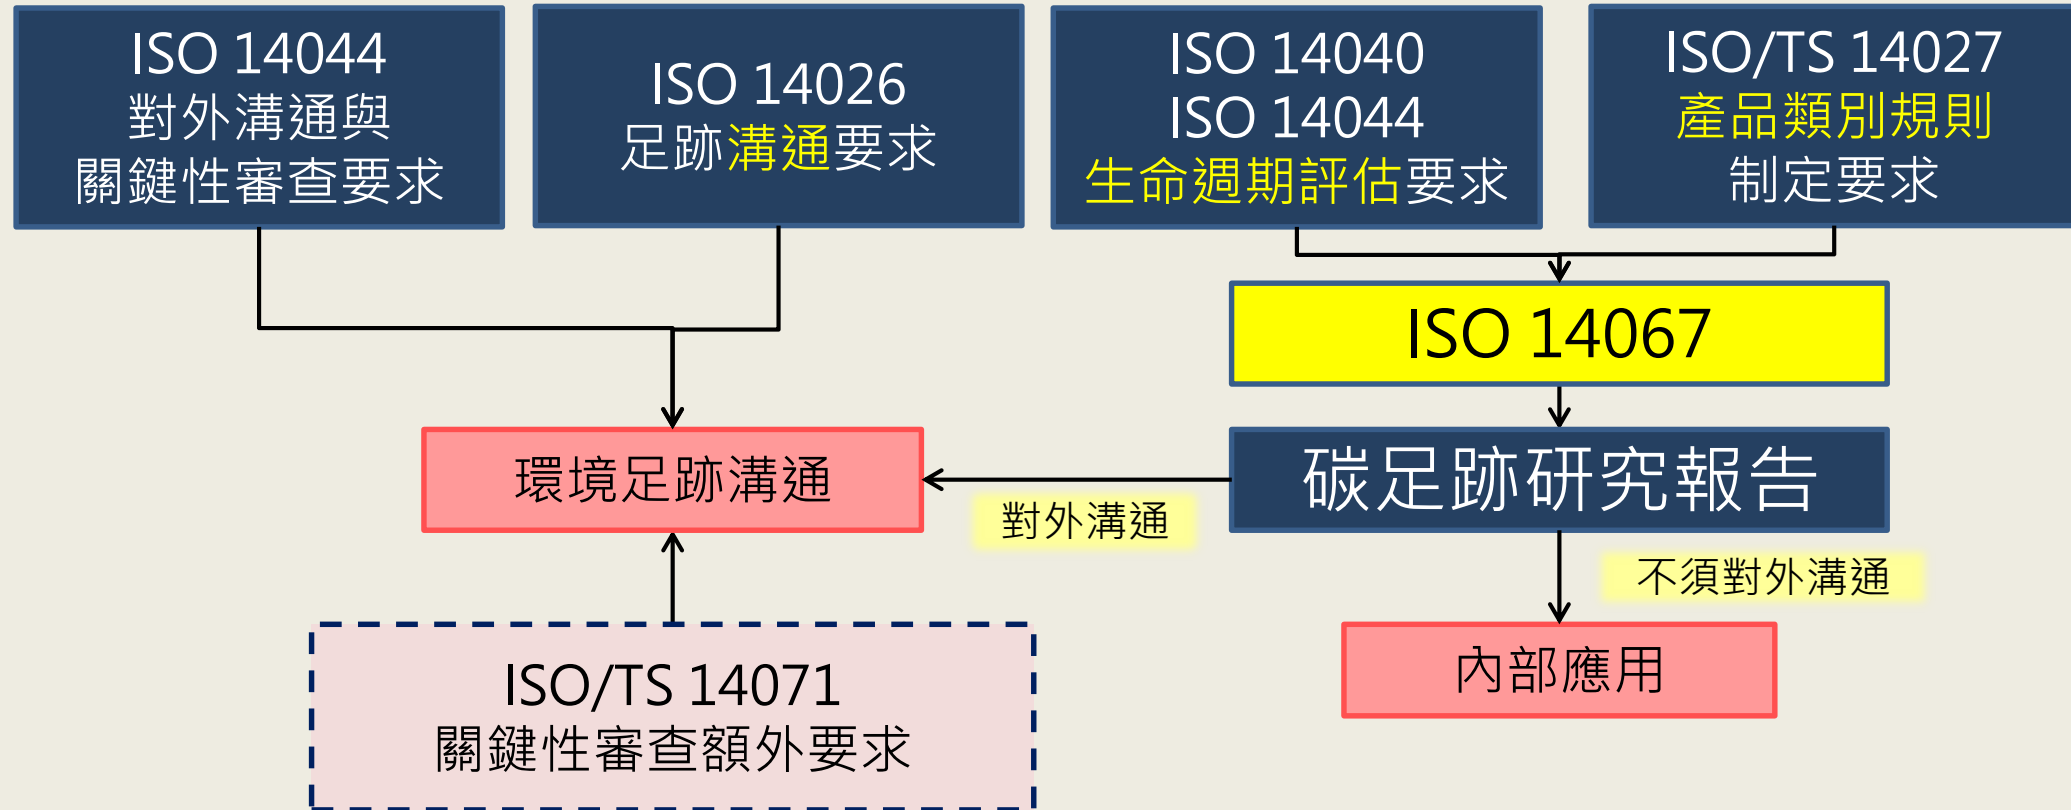 ISO 14044
對外溝通與
關鍵性審查要求
ISO 14026
足跡溝通要求
ISO 14040
ISO 14044
生命週期評估要求
ISO/TS 14027
產品類別規則
制定要求
ISO 14067
環境足跡溝通
對外溝通
碳足跡研究報告
不須對外溝通
ISO/TS 14071
關鍵性審查額外要求
內部應用